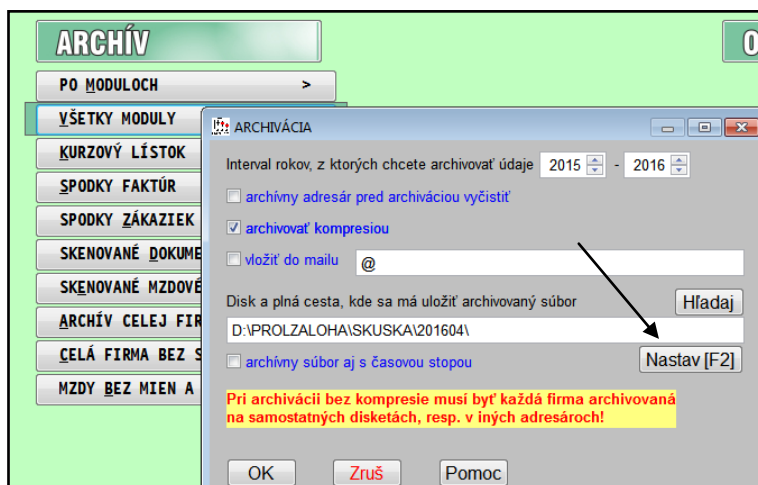 ARCHÍV
PO MODULOCH >
VŠETKY MODULY
KURZOVÝ LÍSTOK
SPODKY FAKTÚR
SPODKY ZÁKAZIEK
SKENOVANÉ
SKENOVANÉ
ARCHÍV CELEJ
CELÁ FIRMA BEZ
MZDY BEZ MIEN A
ARCHIVÁCIA
Interval rokov, z ktorých chcete archivovať údaje 2015 - 2016
archívny adresár pred archiváciou vyčistiť
archivovať kompresiou
vložiť do mailu @
Disk a plná cesta, kde sa má uložiť archivovaný súbor Hľadaj
D:\PROLZALOHA\SKUSKA\201604\
archívny súbor aj s časovou stopou Nastav [F2]
Pri archivácii bez kompresie musí byť každá firma archivovaná
na samostatných disketách, resp. v iných adresároch!
OK Zruš Pomoc